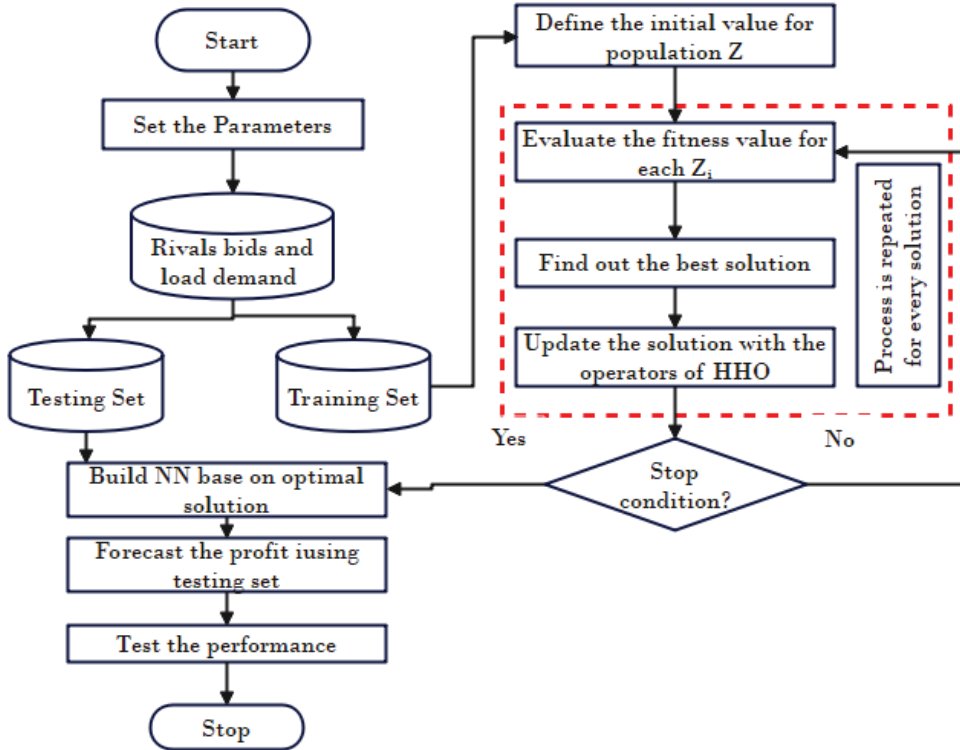 Start
Set the Parameters
Rivals bids and
load demand
Testing Set
Training Set
Define the initial value for
population Z
Evaluate the fitness value for
each Zᵢ
Find out the best solution
Update the solution with the
operators of HHO
Process is repeated
for every solution
Yes
No
Stop
condition?
Build NN base on optimal
solution
Forecast the profit iusing
testing set
Test the performance
Stop